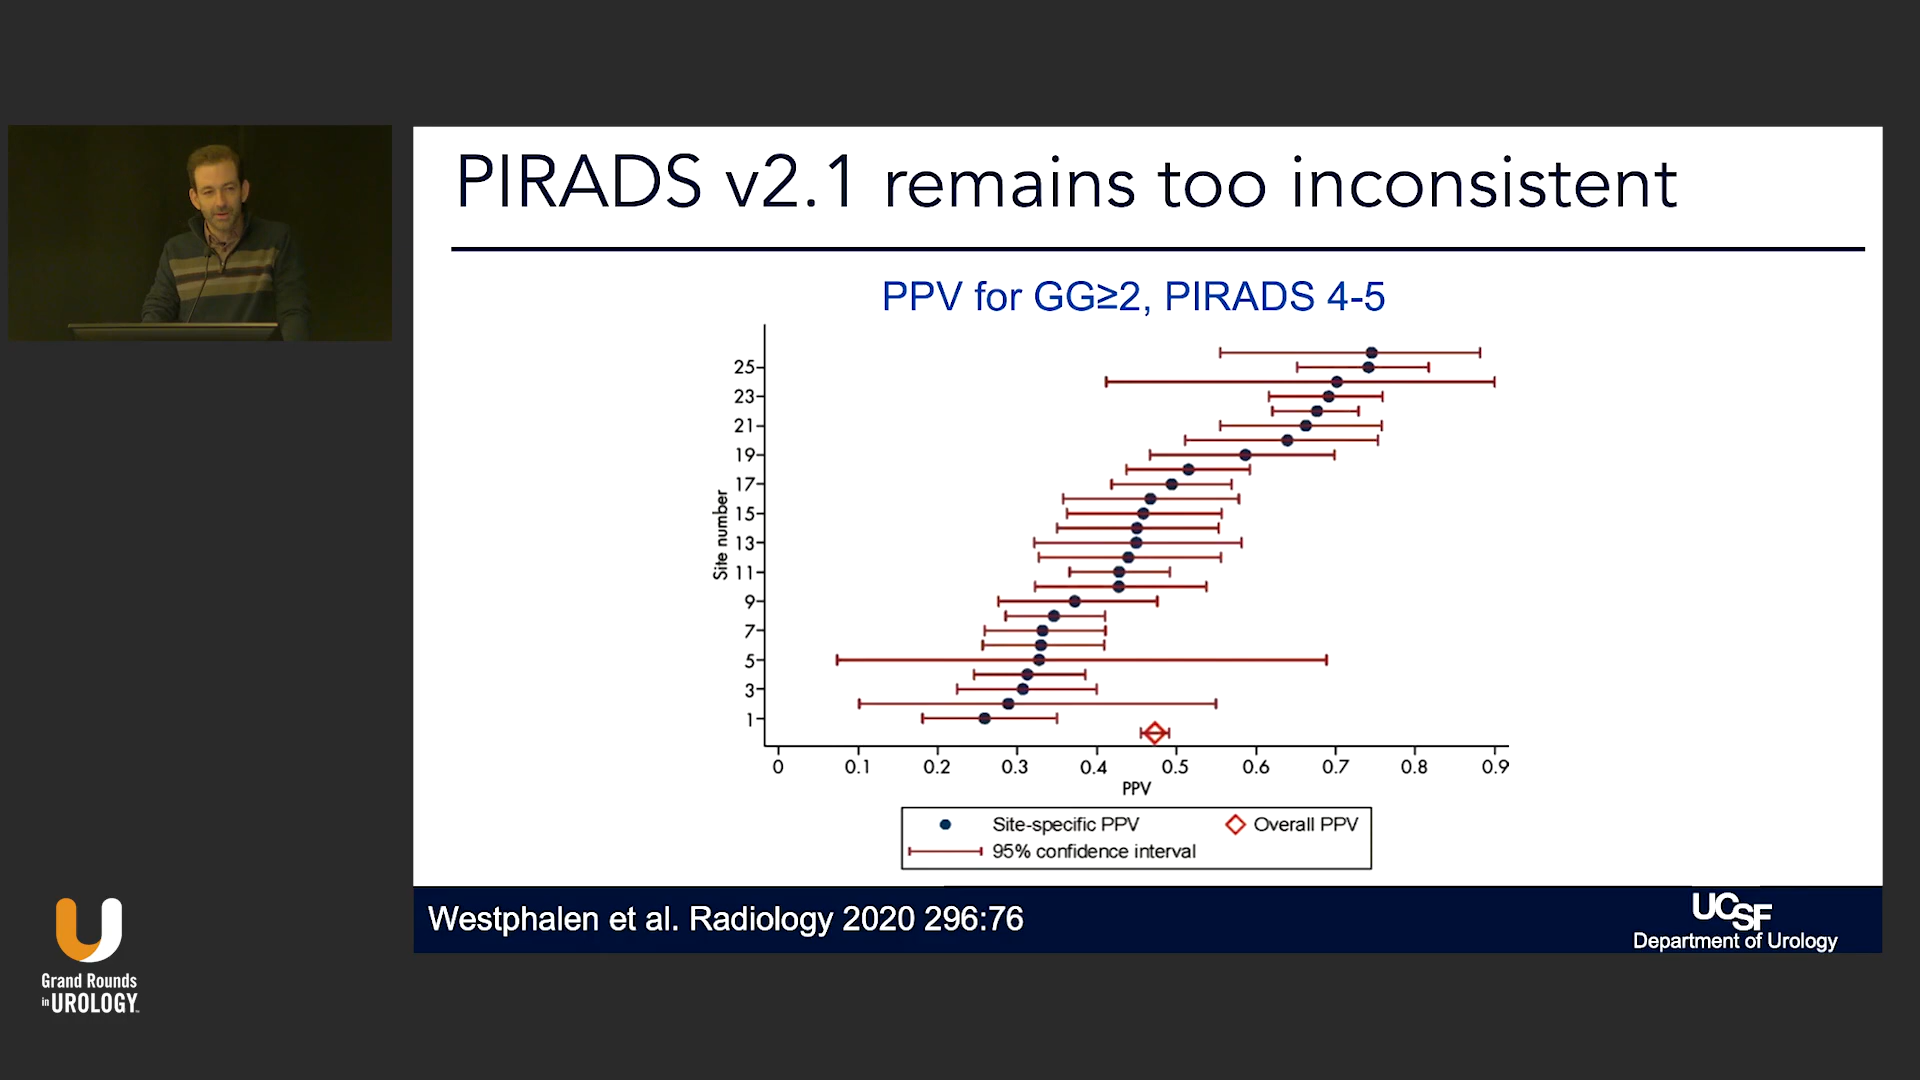 PIRADS v2.1 remains too inconsistent
PPV for GG≥2, PIRADS 4-5
25
23
21
19
17
15
13
11
9
7
5
3
1
Site number
0 0.1 0.2 0.3 0.4 0.5 0.6 0.7 0.8 0.9
PPV
Site-specific PPV
Overall PPV
95% confidence interval
Westphalen et al. Radiology 2020 296:76
UCSF
Department of Urology
U
Grand Rounds
in UROLOGY